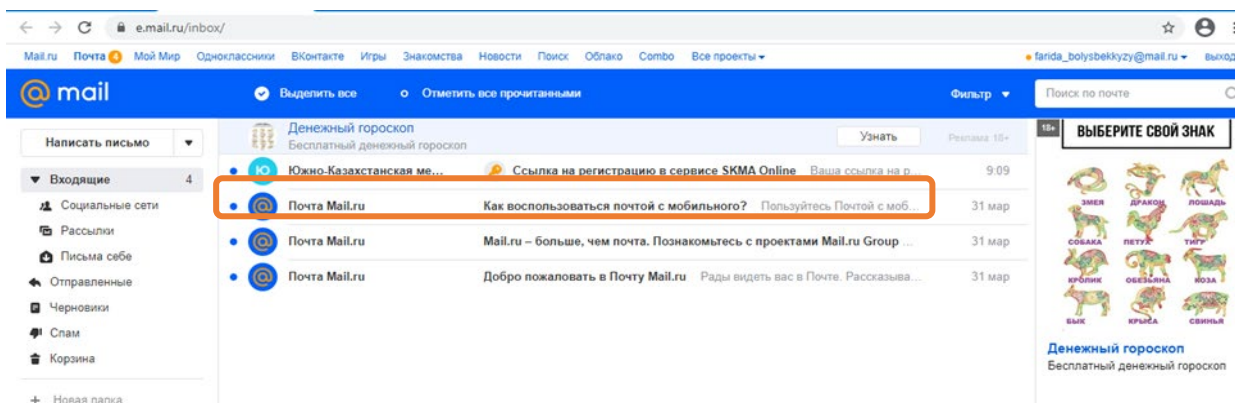 e.mail.ru/inbox/
Mail.ru Почта 4 Мой Мир Одноклассники ВКонтакте Игры Знакомства Новости Поиск Облако Combo Все проекты farida_bolysbekkyzy@mail.ru выход
@mail Выделить все Отметить все прочитанными Фильтр Поиск по почте
Написать письмо
Входящие 4
Социальные сети
Рассылки
Письма себе
Отправленные
Черновики
Спам
Корзина
+ Новая папка
Денежный гороскоп
Бесплатный денежный гороскоп
Узнать
Реклама 18+
Ю Южно-Казахстанская ме... Ссылка на регистрацию в сервисе SKMA Online Ваша ссылка на р... 9:09
@ Почта Mail.ru Как воспользоваться почтой с мобильного? Пользуйтесь Почтой с моб... 31 мар
@ Почта Mail.ru Mail.ru – больше, чем почта. Познакомьтесь с проектами Mail.ru Group ... 31 мар
@ Почта Mail.ru Добро пожаловать в Почту Mail.ru Рады видеть вас в Почте. Рассказыва... 31 мар
18+ ВЫБЕРИТЕ СВОЙ ЗНАК
ЗМЕЯ ДРАКОН ЛОШАДЬ
СОБАКА ПЕТУХ ТИГР
КРОЛИК ОБЕЗЬЯНА КОЗА
БЫК КРЫСА СВИНЬЯ
Денежный гороскоп
Бесплатный денежный гороскоп